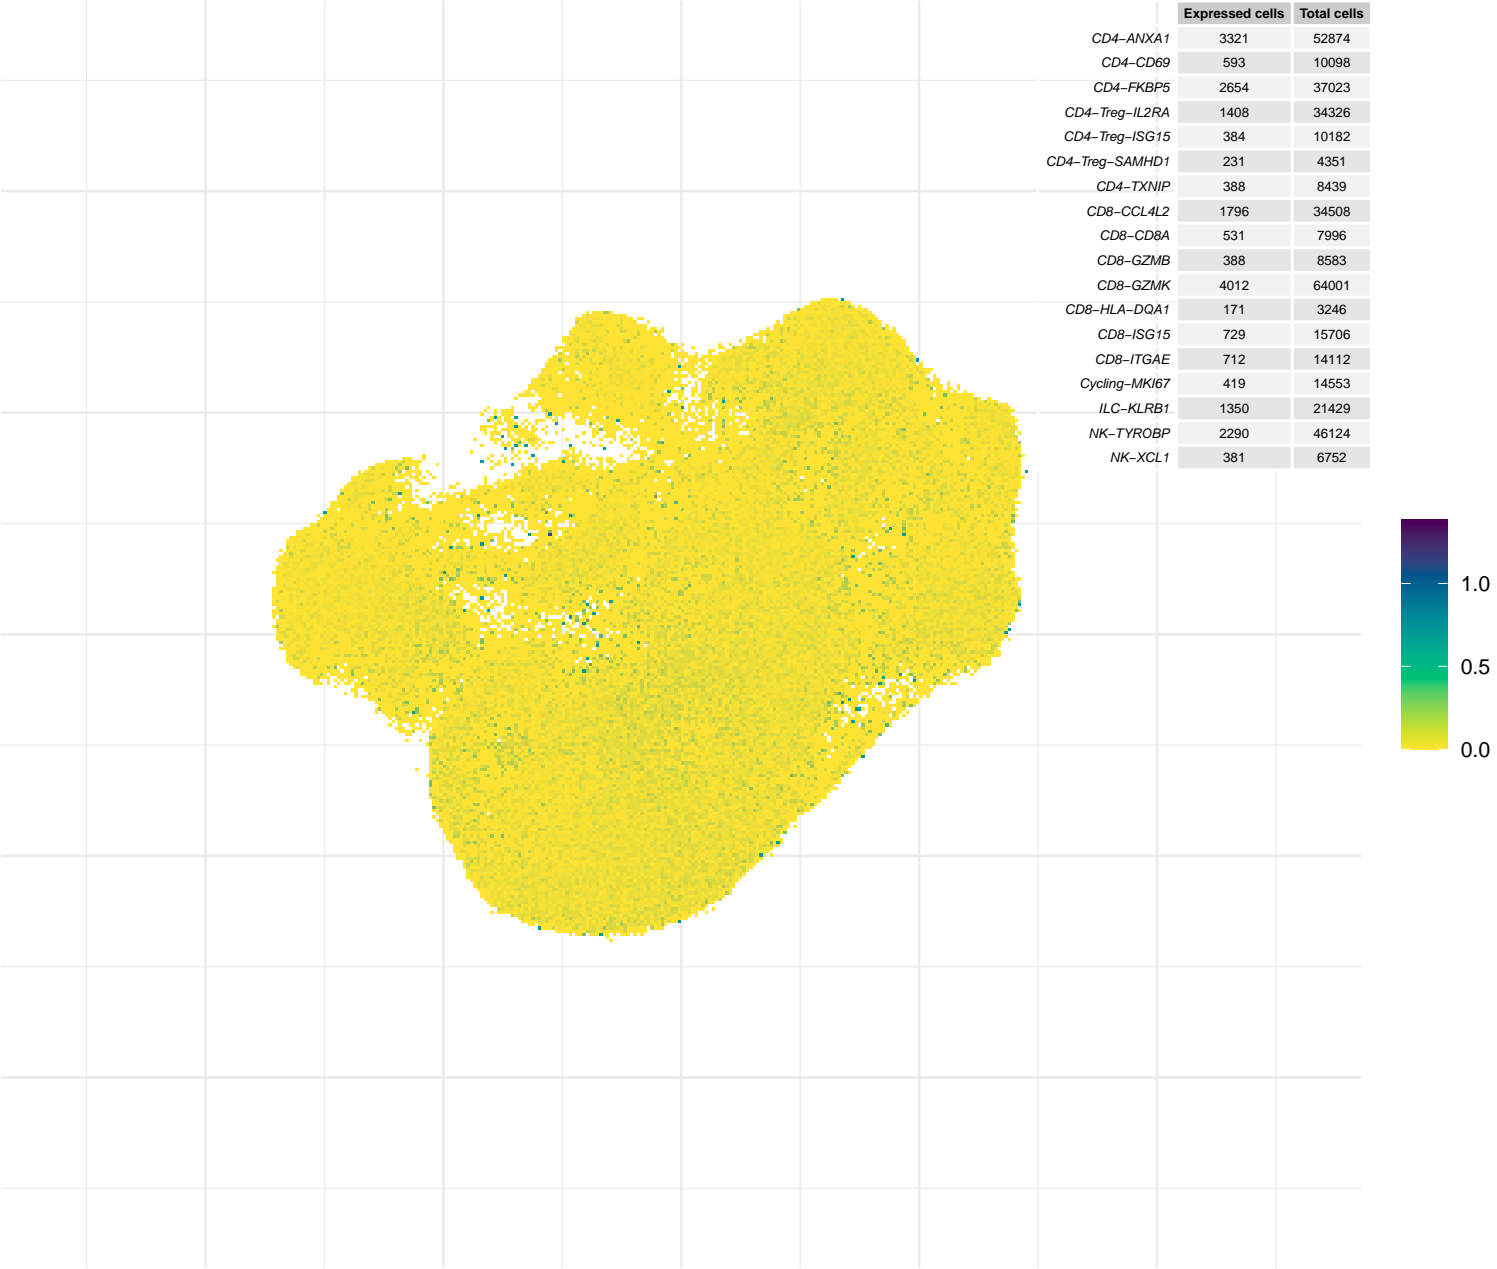 Expressed cells Total cells
CD4−ANXA1 3321 52874
CD4−CD69 593 10098
CD4−FKBP5 2654 37023
CD4−Treg−IL2RA 1408 34326
CD4−Treg−ISG15 384 10182
CD4−Treg−SAMHD1 231 4351
CD4−TXNIP 388 8439
CD8−CCL4L2 1796 34508
CD8−CD8A 531 7996
CD8−GZMB 388 8583
CD8−GZMK 4012 64001
CD8−HLA−DQA1 171 3246
CD8−ISG15 729 15706
CD8−ITGAE 712 14112
Cycling−MKI67 419 14553
ILC−KLRB1 1350 21429
NK−TYROBP 2290 46124
NK−XCL1 381 6752
1.0
0.5
0.0